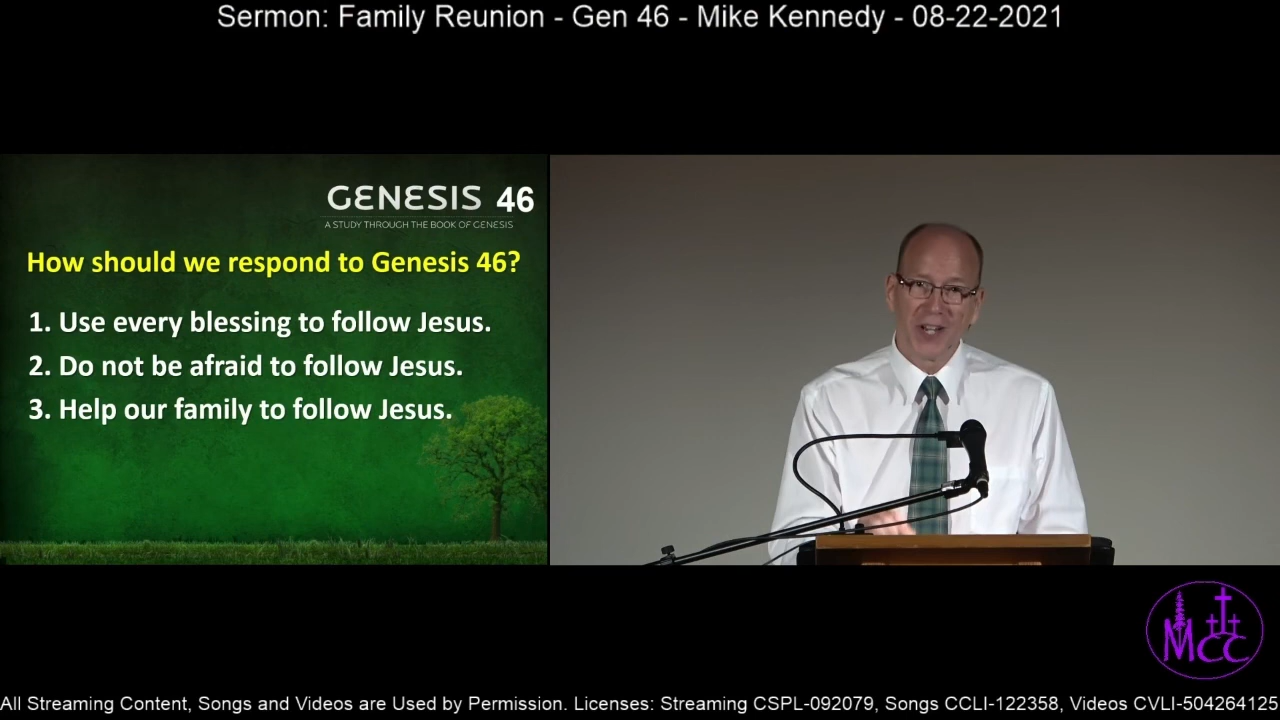 Sermon: Family Reunion - Gen 46 - Mike Kennedy - 08-22-2021
GENESIS 46
A STUDY THROUGH THE BOOK OF GENESIS
How should we respond to Genesis 46?
1. Use every blessing to follow Jesus.
2. Do not be afraid to follow Jesus.
3. Help our family to follow Jesus.
MCC
All Streaming Content, Songs and Videos are Used by Permission. Licenses: Streaming CSPL-092079, Songs CCLI-122358, Videos CVLI-504264125